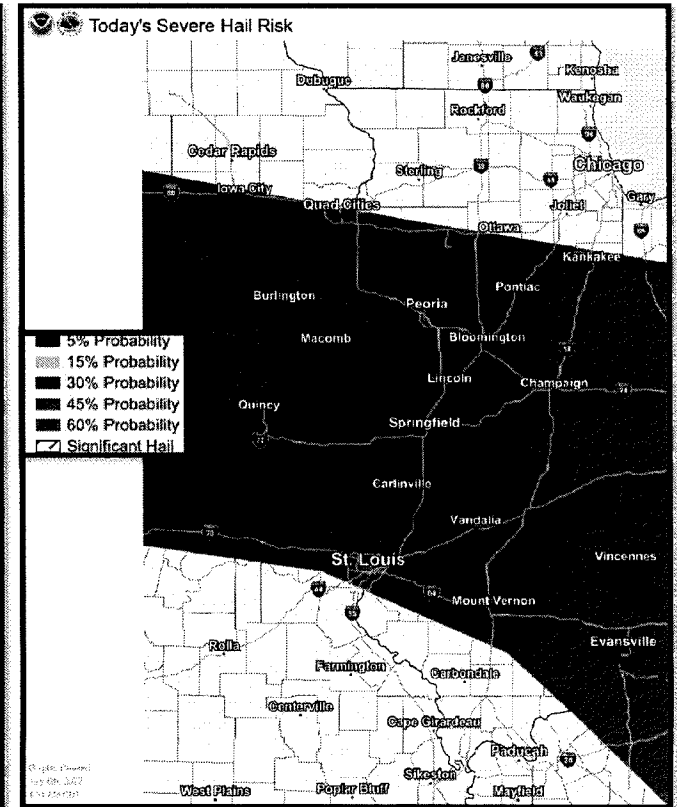 Today's Severe Hail Risk
Janesville
Kenosha
Dubuque
Waukegan
Rockford
Cedar Rapids
Sterling
Chicago
Iowa City
Quad Cities
Joliet
Gary
Ottawa
Kankakee
Burlington
Peoria
Pontiac
Macomb
Bloomington
Lincoln
Champaign
Quincy
Springfield
5% Probability
15% Probability
30% Probability
45% Probability
60% Probability
Significant Hail
Carlinville
Vandalia
St. Louis
Vincennes
Mount Vernon
Rolla
Evansville
Farmington
Carbondale
Centerville
Cape Girardeau
Paducah
Sikeston
West Plains
Poplar Bluff
Mayfield